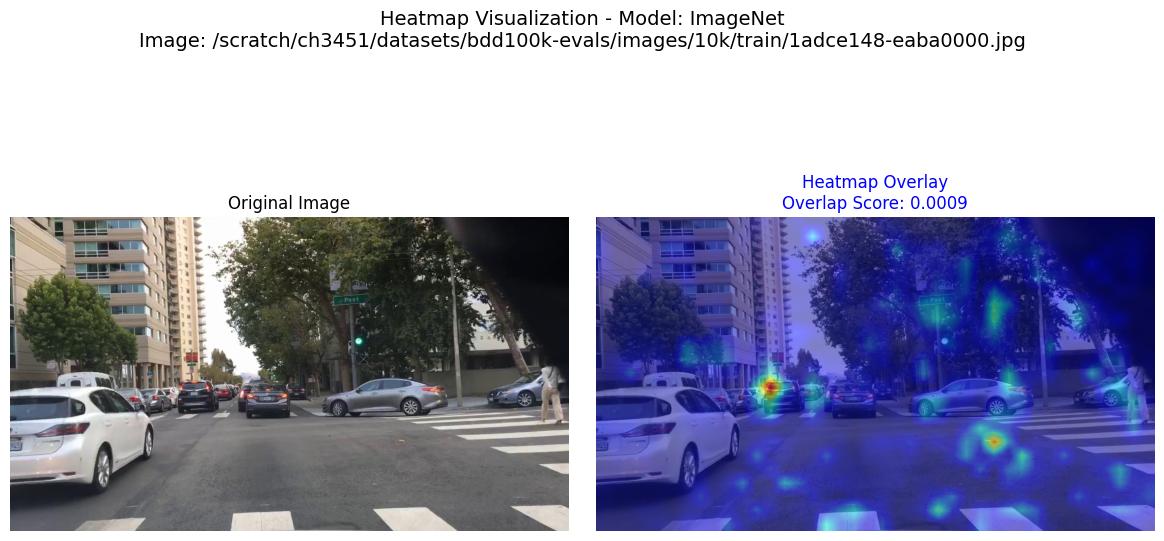 Heatmap Visualization - Model: ImageNet
Image: /scratch/ch3451/datasets/bdd100k-evals/images/10k/train/1adce148-eaba0000.jpg
Original Image
Heatmap Overlay
Overlap Score: 0.0009
Post